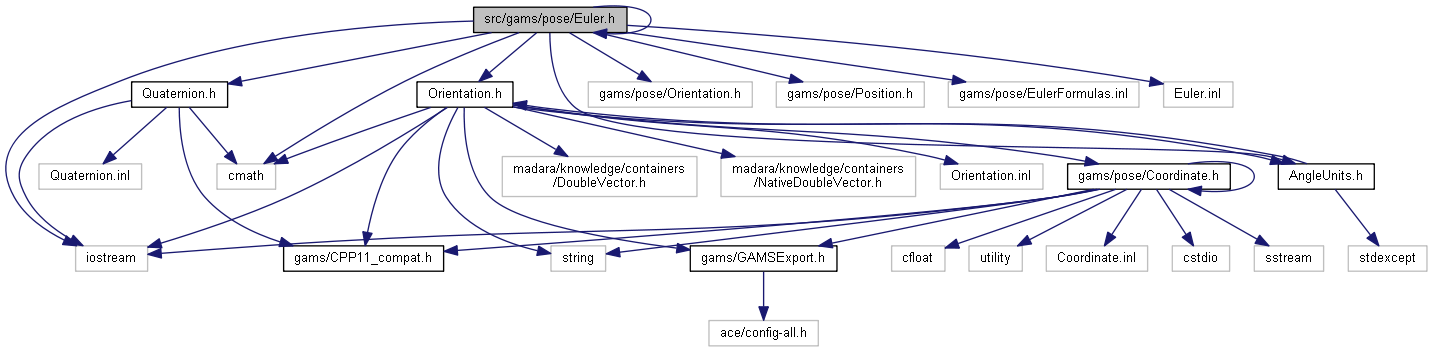 src/gams/pose/Euler.h
Quaternion.h
Orientation.h
gams/pose/Orientation.h
gams/pose/Position.h
gams/pose/EulerFormulas.inl
Euler.inl
Quaternion.inl
cmath
madara/knowledge/containers
/DoubleVector.h
madara/knowledge/containers
/NativeDoubleVector.h
Orientation.inl
gams/pose/Coordinate.h
AngleUnits.h
iostream
gams/CPP11_compat.h
string
gams/GAMSExport.h
cfloat
utility
Coordinate.inl
cstdio
sstream
stdexcept
ace/config-all.h